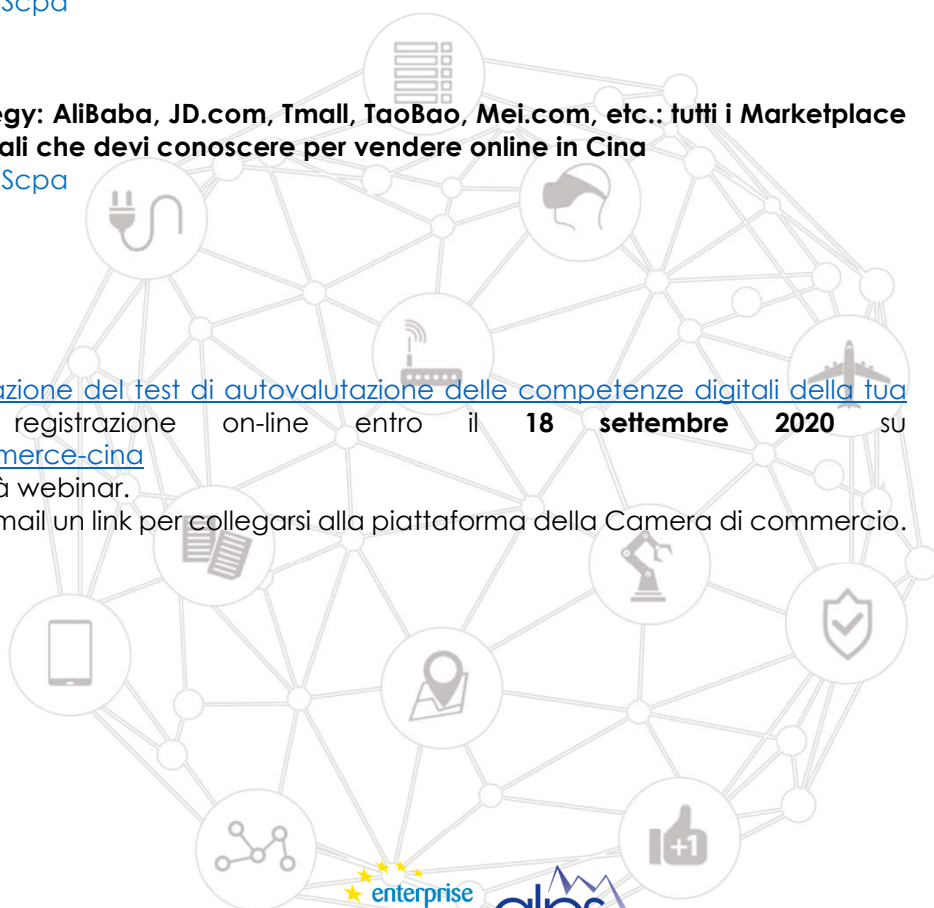 Scpa
egy: AliBaba, JD.com, Tmall, TaoBao, Mei.com, etc.: tutti i Marketplace
ali che devi conoscere per vendere online in Cina
Scpa
azione del test di autovalutazione delle competenze digitali della tua
registrazione on-line entro il 18 settembre 2020 su
merce-cina
à webinar.
mail un link per collegarsi alla piattaforma della Camera di commercio.
+1
enterprise
alps